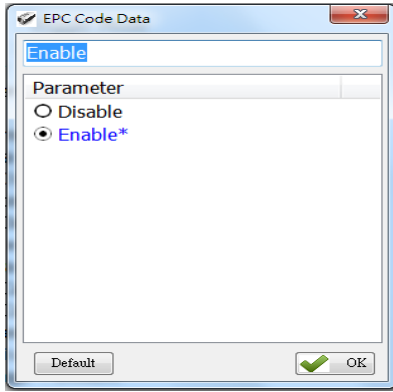 EPC Code Data
Enable
Parameter
Disable
Enable*
Default
OK